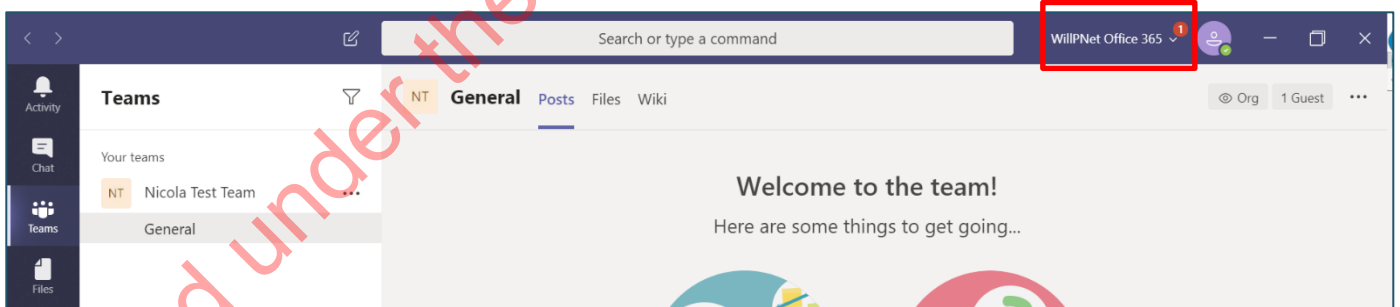 Search or type a command
WillPNet Office 365
1
Activity
Chat
Teams
Files
Teams
Your teams
NT Nicola Test Team ...
General
NT General Posts Files Wiki
Org 1 Guest ...
Welcome to the team!
Here are some things to get going...
d under the